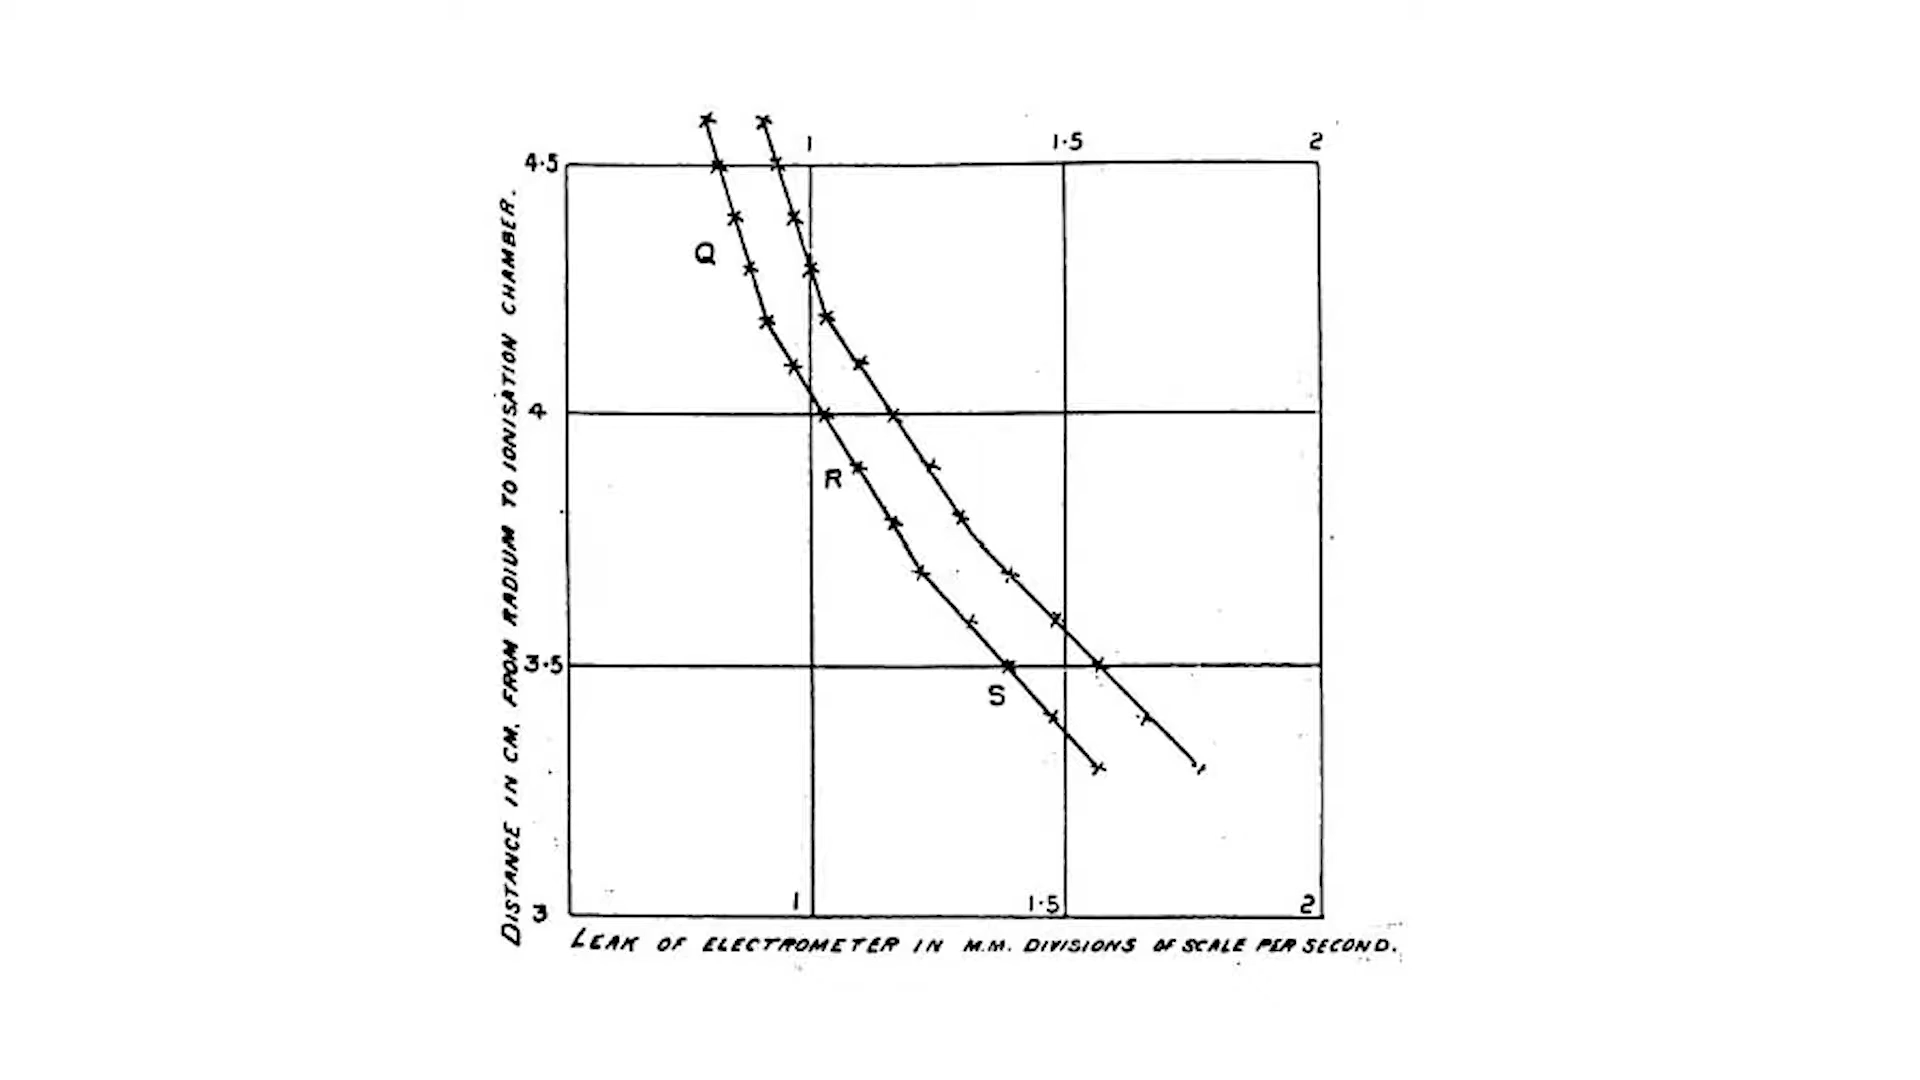 1 1·5 2
4·5
Q
4
R
3·5
S
3
1 1·5 2
DISTANCE IN CM. FROM RADIUM TO IONISATION CHAMBER.
LEAK OF ELECTROMETER IN M.M. DIVISIONS OF SCALE PER SECOND.